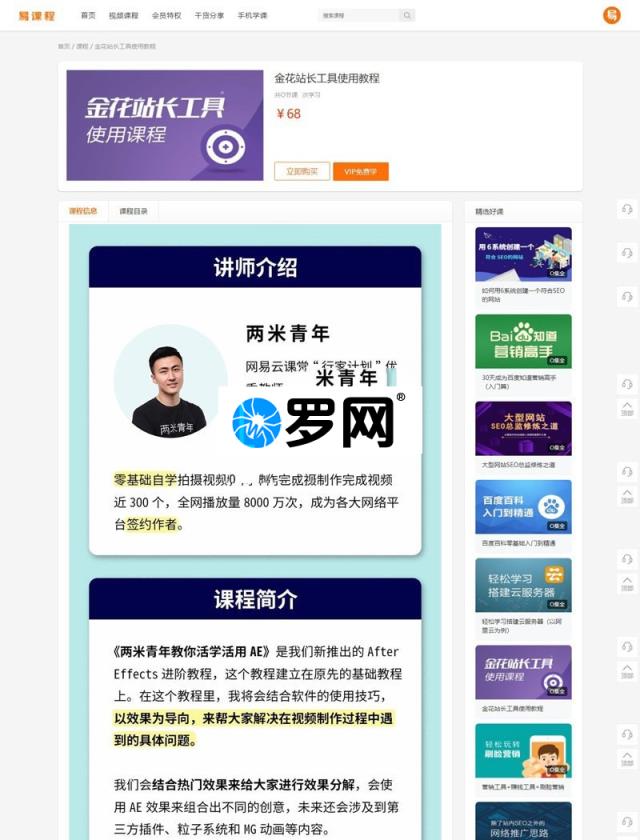 易课程
首页 视频课程 会员特权 干货分享 手机学课
搜索课程
易
首页 / 课程 / 金花站长工具使用教程
金花站长工具
使用课程
金花站长工具使用教程
共0节课 次学习
￥68
立即购买
VIP免费学
课程信息 课程目录
讲师介绍
两米青年
网易云课堂“行家计划”优
米青年
两米青年
罗网®
零基础自学拍摄视频
完成视频制作完成视频
近 300 个，全网播放量 8000 万次，成为各大网络平
台签约作者。
课程简介
《两米青年教你活学活用 AE》是我们新推出的 After
Effects 进阶教程，这个教程建立在原先的基础教程
上。在这个教程里，我将会结合软件的使用技巧，
以效果为导向，来帮大家解决在视频制作过程中遇
到的具体问题。
我们会结合热门效果来给大家进行效果分解，会使
用 AE 效果来组合出不同的创意，未来还会涉及到第
三方插件、粒子系统和 MG 动画等内容。
精选好课
用6系统创建一个
符合SEO的网站
如何用6系统创建一个符合SEO
的网站
Bai知道
营销高手
30天成为百度知道营销高手
（入门篇）
大型网站
SEO总监修炼之道
大型网站SEO总监修炼之道
百度百科
入门到精通
百度百科零基础入门到精通
轻松学习
搭建云服务器
轻松学习搭建云服务器（以阿
里云为例）
金花站长工具
使用课程
金花站长工具使用教程
轻松玩转
刷脸营销
营销工具+赚钱工具+刷脸营销
除了站内SEO之外的
网络推广思路
顶部
顶部
顶部
顶部
顶部